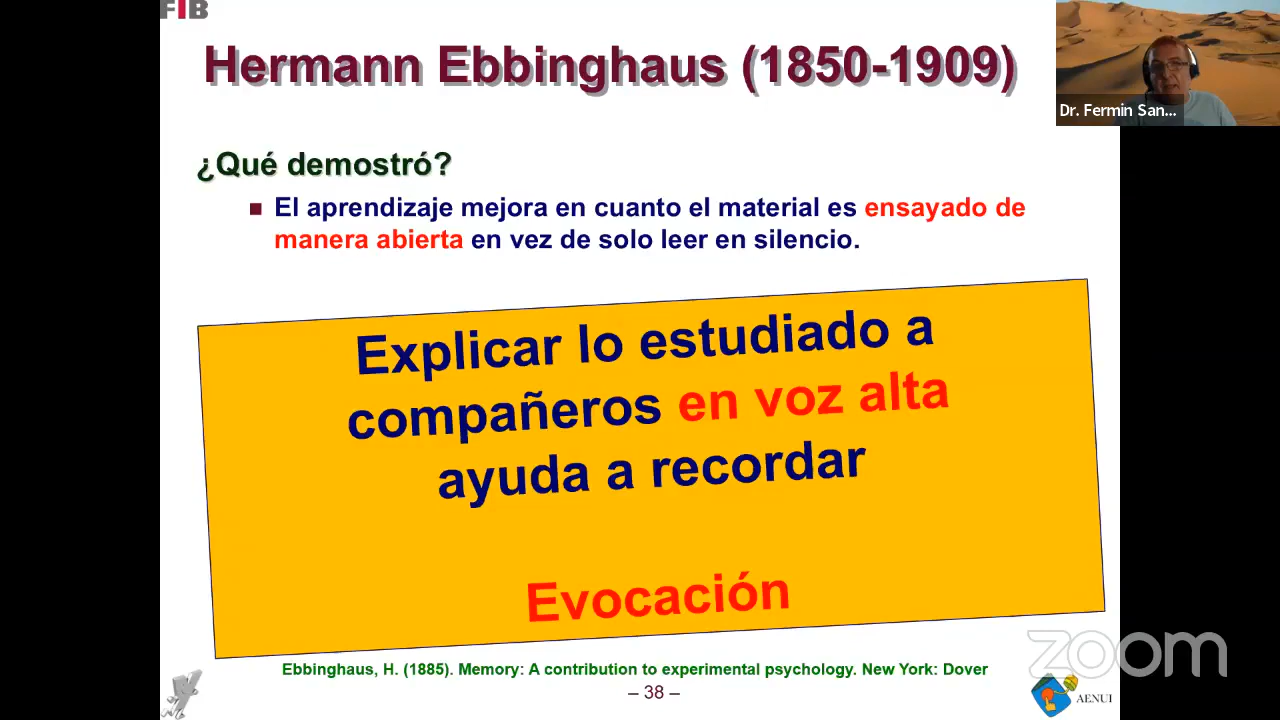 FIB
Hermann Ebbinghaus (1850-1909)
Dr. Fermin San...
¿Qué demostró?
El aprendizaje mejora en cuanto el material es ensayado de
manera abierta en vez de solo leer en silencio.
Explicar lo estudiado a
compañeros en voz alta
ayuda a recordar
Evocación
zoom
Ebbinghaus, H. (1885). Memory: A contribution to experimental psychology. New York: Dover
– 38 –
AENUI